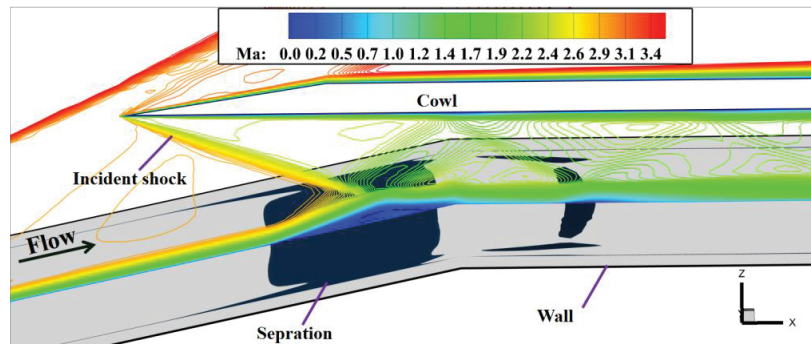 Ma: 0.0 0.2 0.5 0.7 1.0 1.2 1.4 1.7 1.9 2.2 2.4 2.6 2.9 3.1 3.4
Cowl
Incident shock
Flow
Sepration
Wall
Z
X